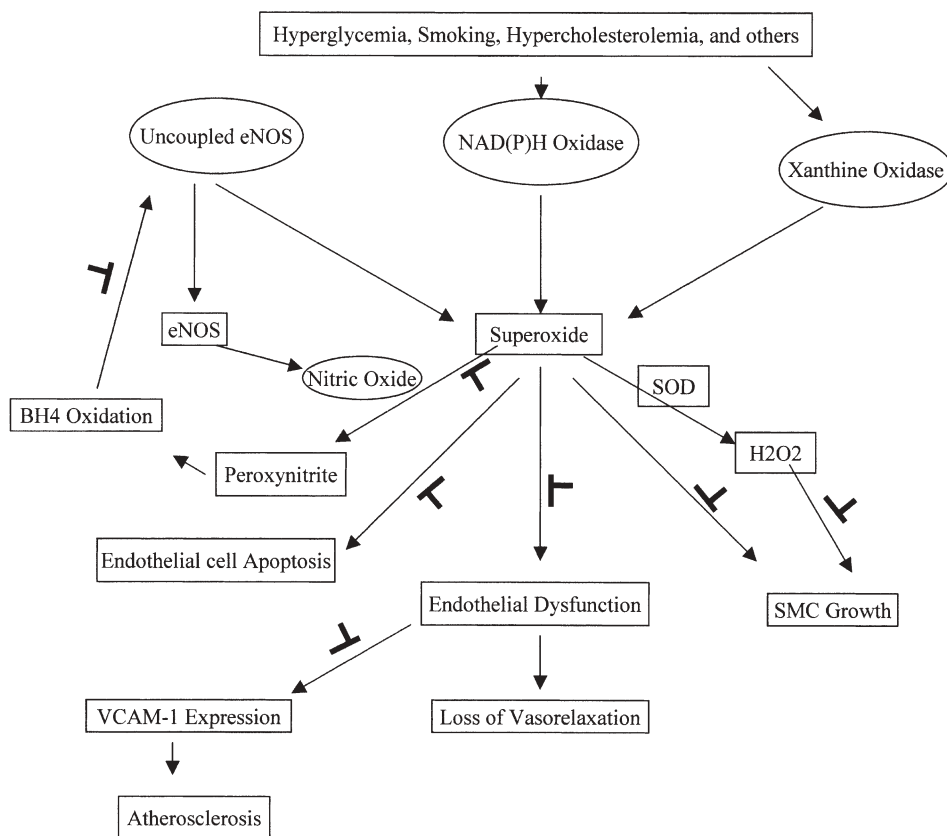 Hyperglycemia, Smoking, Hypercholesterolemia, and others
Uncoupled eNOS
NAD(P)H Oxidase
Xanthine Oxidase
eNOS
Superoxide
Nitric Oxide
SOD
BH4 Oxidation
H2O2
Peroxynitrite
Endothelial cell Apoptosis
Endothelial Dysfunction
SMC Growth
VCAM-1 Expression
Loss of Vasorelaxation
Atherosclerosis